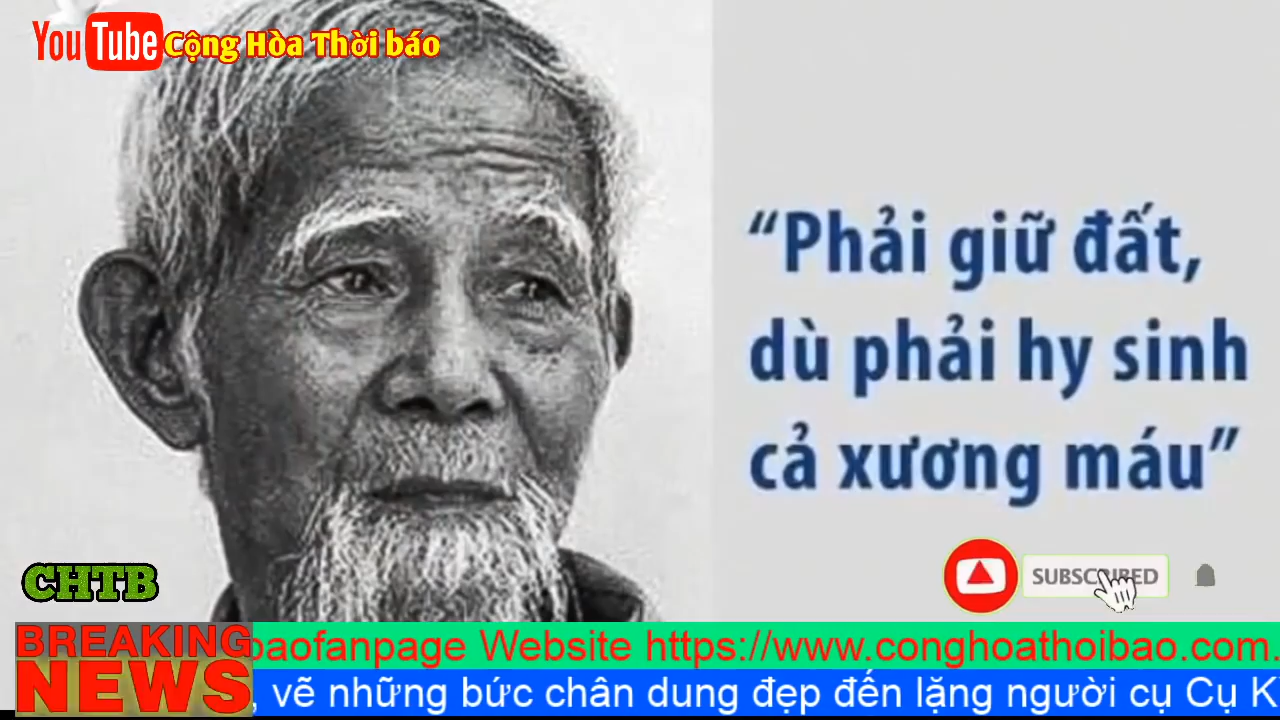 YouTube Cộng Hòa Thời báo
“Phải giữ đất,
dù phải hy sinh
cả xương máu”
SUBSCRIBED
CHTB
BREAKING
NEWS
baofanpage Website https://www.conghoathoibao.com.
, vẽ những bức chân dung đẹp đến lặng người cụ Cụ K